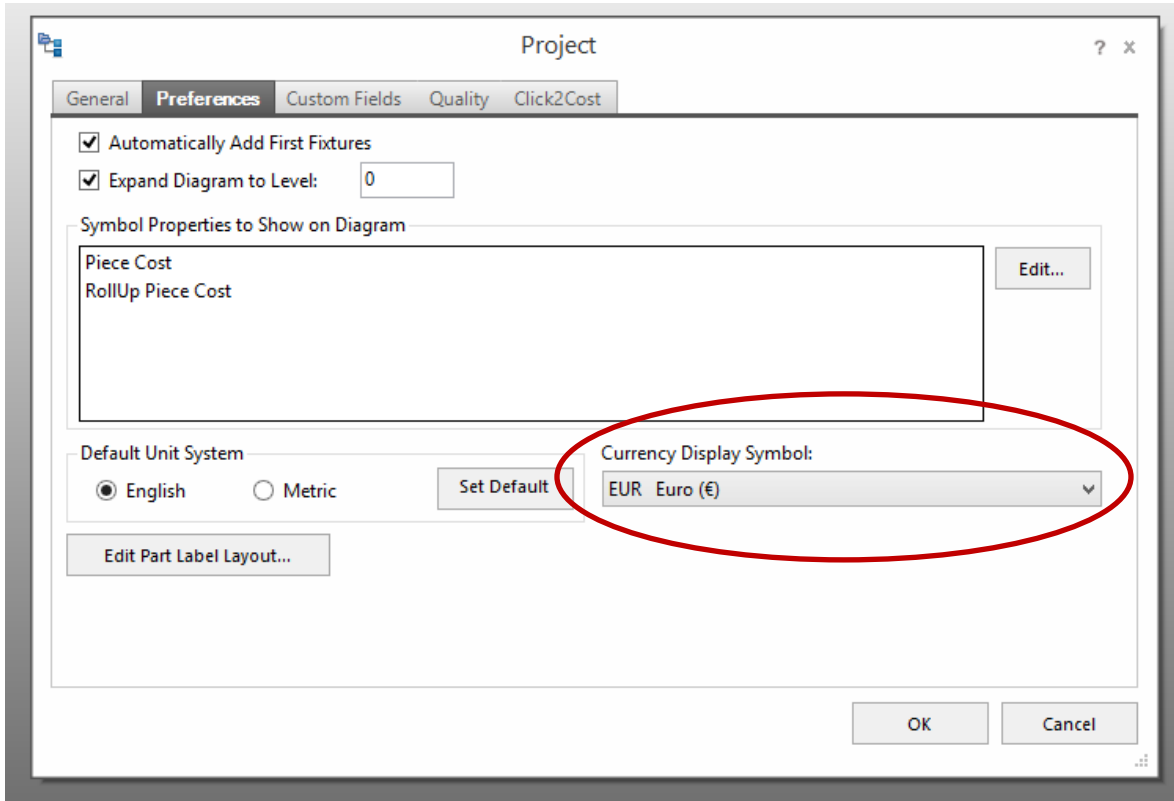 Project
? x
General Preferences Custom Fields Quality Click2Cost
Automatically Add First Fixtures
Expand Diagram to Level: 0
Symbol Properties to Show on Diagram
Piece Cost
RollUp Piece Cost
Edit...
Default Unit System
English Metric Set Default
Currency Display Symbol:
EUR Euro (€)
Edit Part Label Layout...
OK Cancel